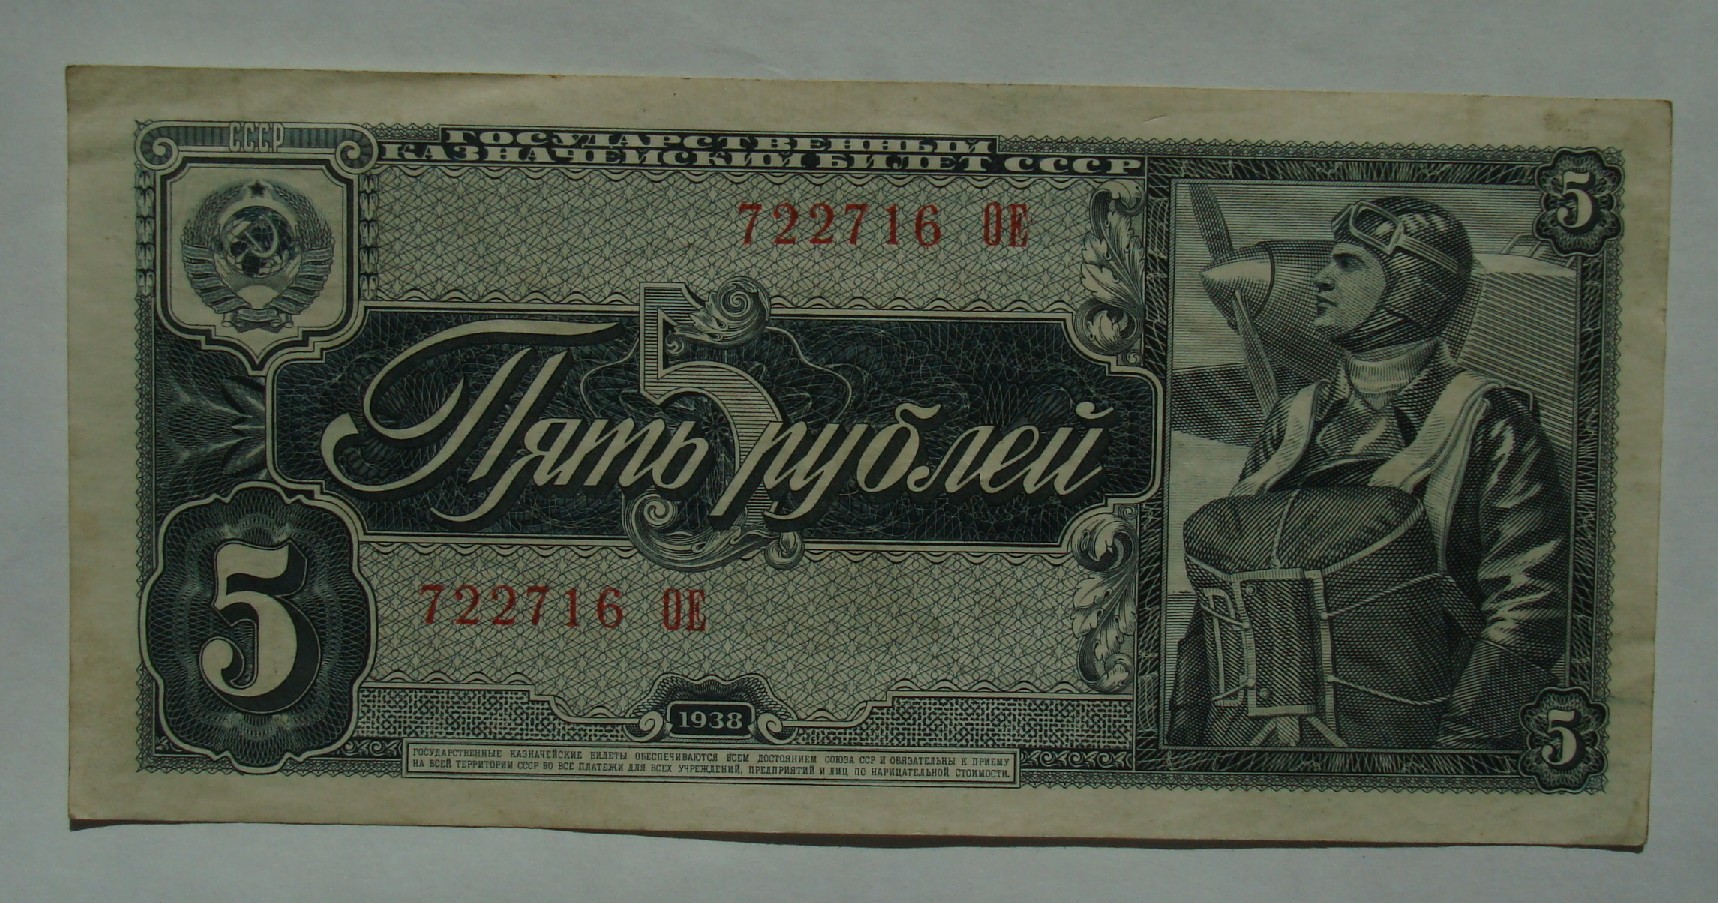 СССР
ГОСУДАРСТВЕННЫЙ
КАЗНАЧЕЙСКИЙ БИЛЕТ СССР
5
722716 ОЕ
5
Пять рублей
5
722716 ОЕ
1938
5
ГОСУДАРСТВЕННЫЕ КАЗНАЧЕЙСКИЕ БИЛЕТЫ ОБЕСПЕЧИВАЮТСЯ ВСЕМ ДОСТОЯНИЕМ СОЮЗА ССР И ОБЯЗАТЕЛЬНЫ К ПРИЕМУ
НА ВСЕЙ ТЕРРИТОРИИ СССР ВО ВСЕ ПЛАТЕЖИ ДЛЯ ВСЕХ УЧРЕЖДЕНИЙ, ПРЕДПРИЯТИЙ И ЛИЦ ПО НАРИЦАТЕЛЬНОЙ СТОИМОСТИ.